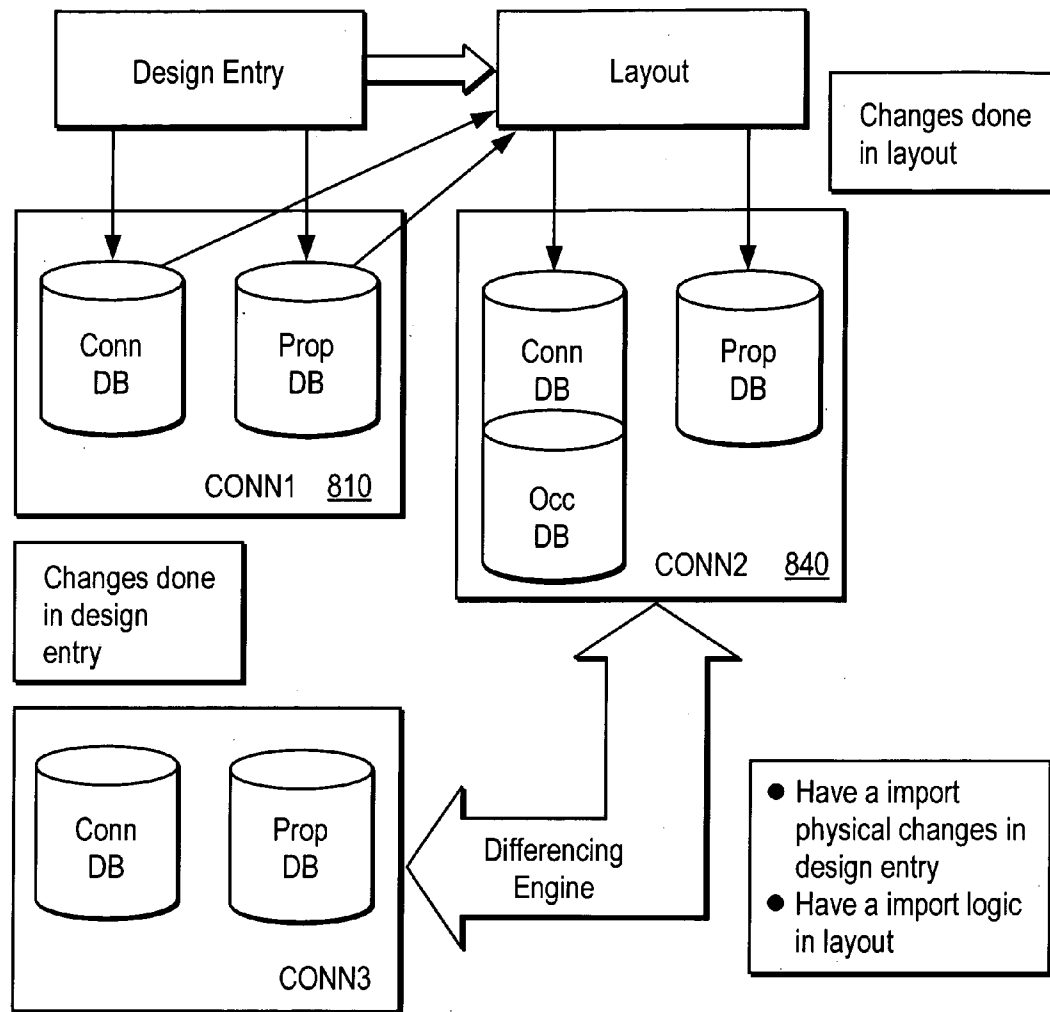 Design Entry
Layout
Changes done
in layout
Conn
DB
Prop
DB
CONN1 810
Conn
DB
Occ
DB
Prop
DB
CONN2 840
Changes done
in design
entry
Conn
DB
Prop
DB
CONN3
Differencing
Engine
● Have a import
physical changes in
design entry
● Have a import logic
in layout